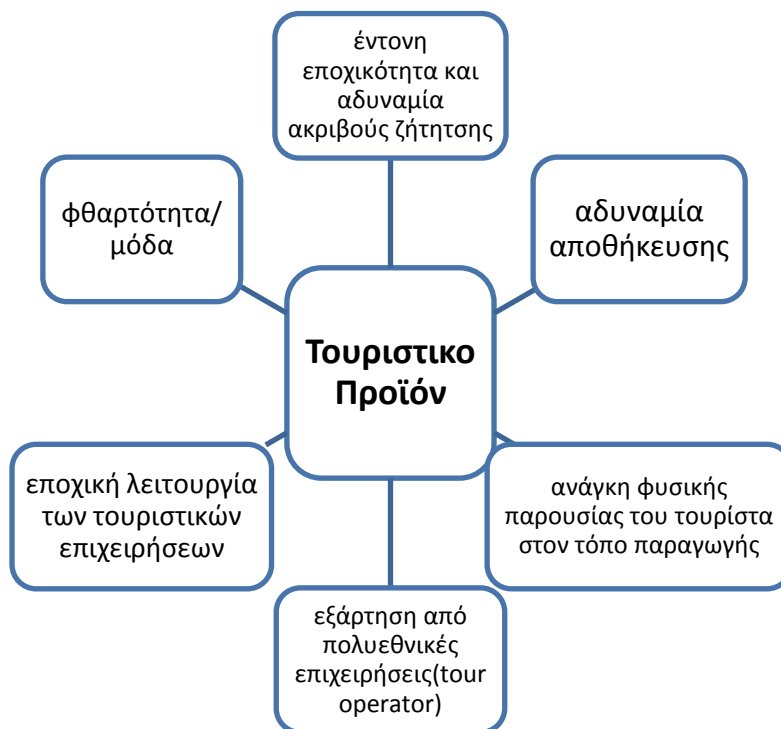 έντονη
εποχικότητα και
αδυναμία
ακριβούς ζήτητσης
φθαρτότητα/
μόδα
αδυναμία
αποθήκευσης
Τουριστικο
Προϊόν
εποχική λειτουργία
των τουριστικών
επιχειρήσεων
ανάγκη φυσικής
παρουσίας του τουρίστα
στον τόπο παραγωγής
εξάρτηση από
πολυεθνικές
επιχειρήσεις(tour
operator)